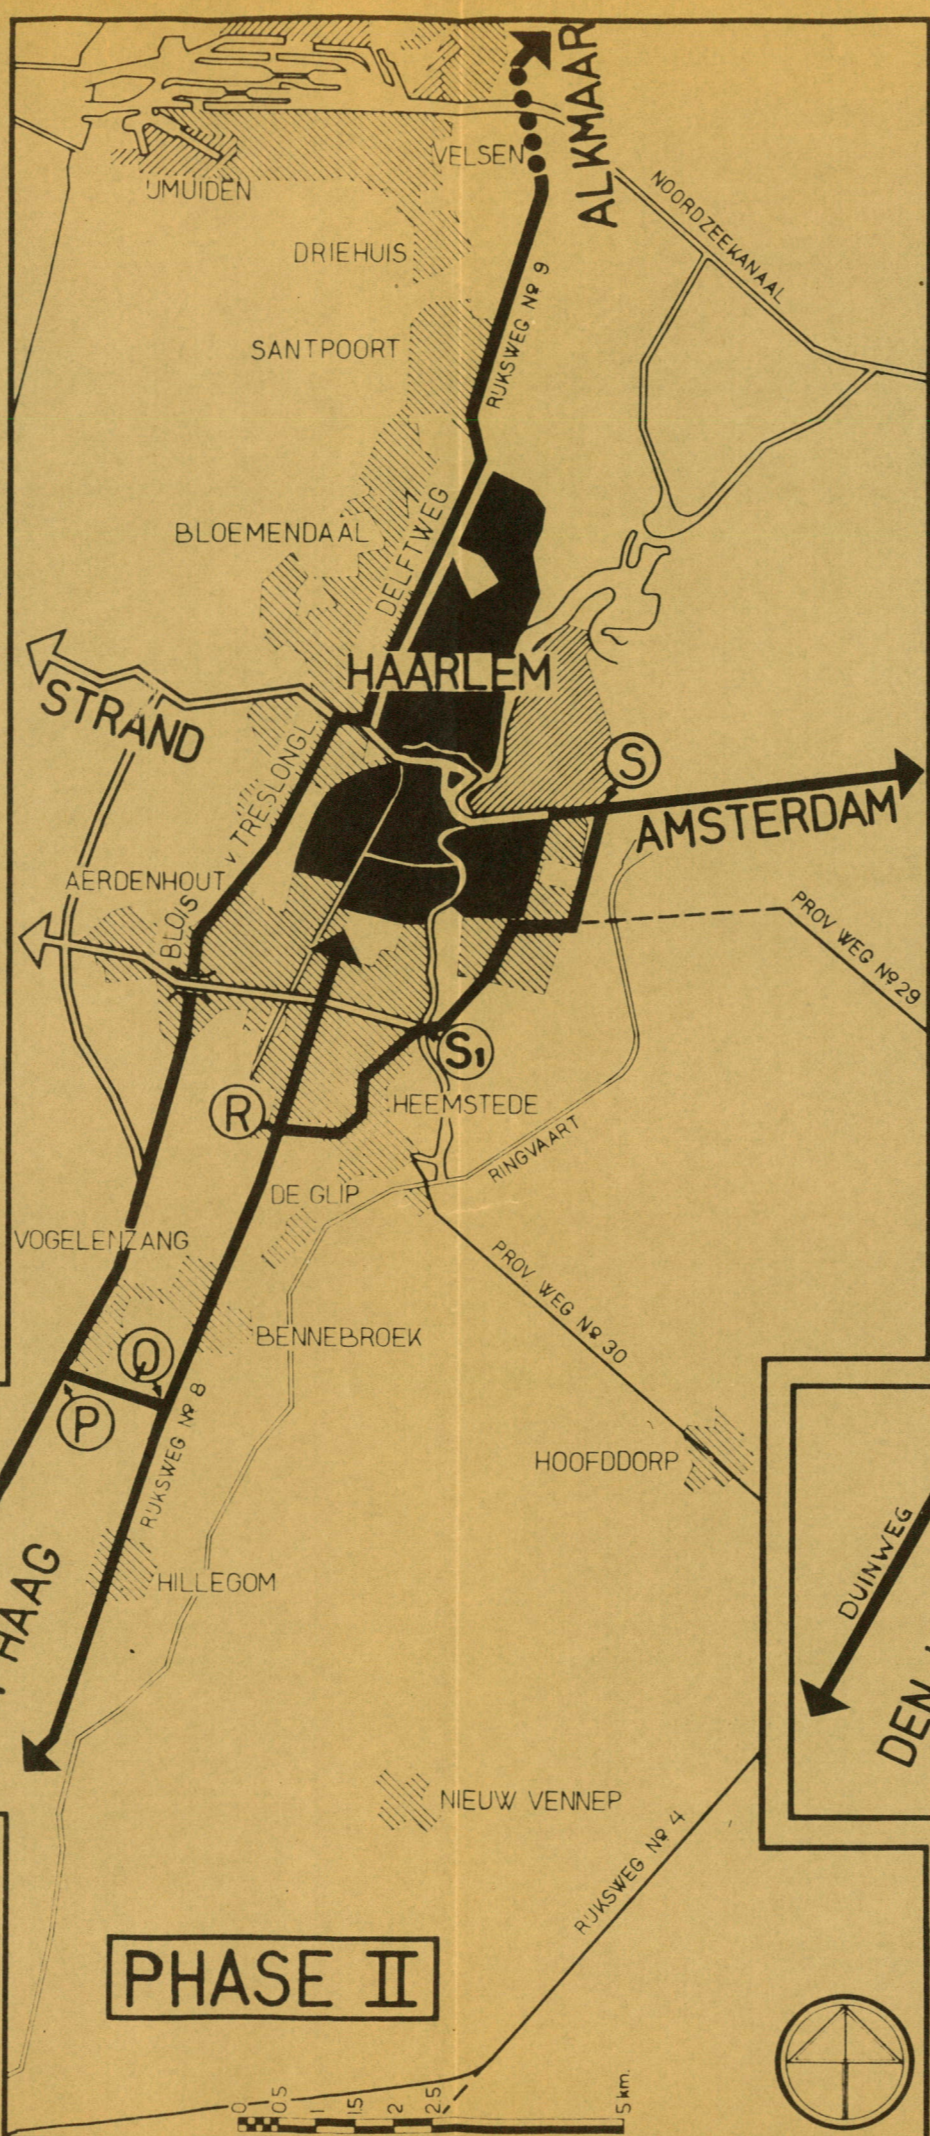 ALKMAAR
VELSEN
IJMUIDEN
NOORDZEEKANAAL
DRIEHUIS
RIJKSWEG Nº 9
SANTPOORT
BLOEMENDAAL
DELFTWEG
HAARLEM
STRAND
S
AMSTERDAM
BLOIS v TRESLONGL.
AERDENHOUT
PROV WEG Nº 29
S1
R
HEEMSTEDE
RINGVAART
DE GLIP
VOGELENZANG
PROV WEG Nº 30
BENNEBROEK
Q
P
RIJKSWEG Nº 8
HOOFDDORP
DUINWEG
HAAG
HILLEGOM
DEN
NIEUW VENNEP
RIJKSWEG Nº 4
PHASE II
0 0.5 1 1.5 2 2.5 5 km.